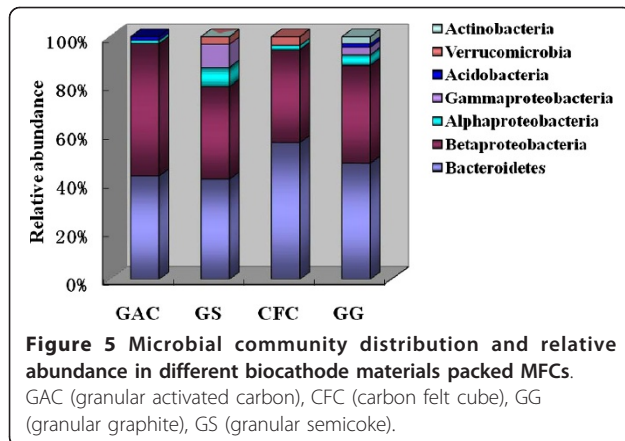 100%
80%
60%
40%
20%
0%
Relative abundance
GAC GS CFC GG
Actinobacteria
Verrucomicrobia
Acidobacteria
Gammaproteobacteria
Alphaproteobacteria
Betaproteobacteria
Bacteroidetes
Figure 5 Microbial community distribution and relative
abundance in different biocathode materials packed MFCs.
GAC (granular activated carbon), CFC (carbon felt cube), GG
(granular graphite), GS (granular semicoke).